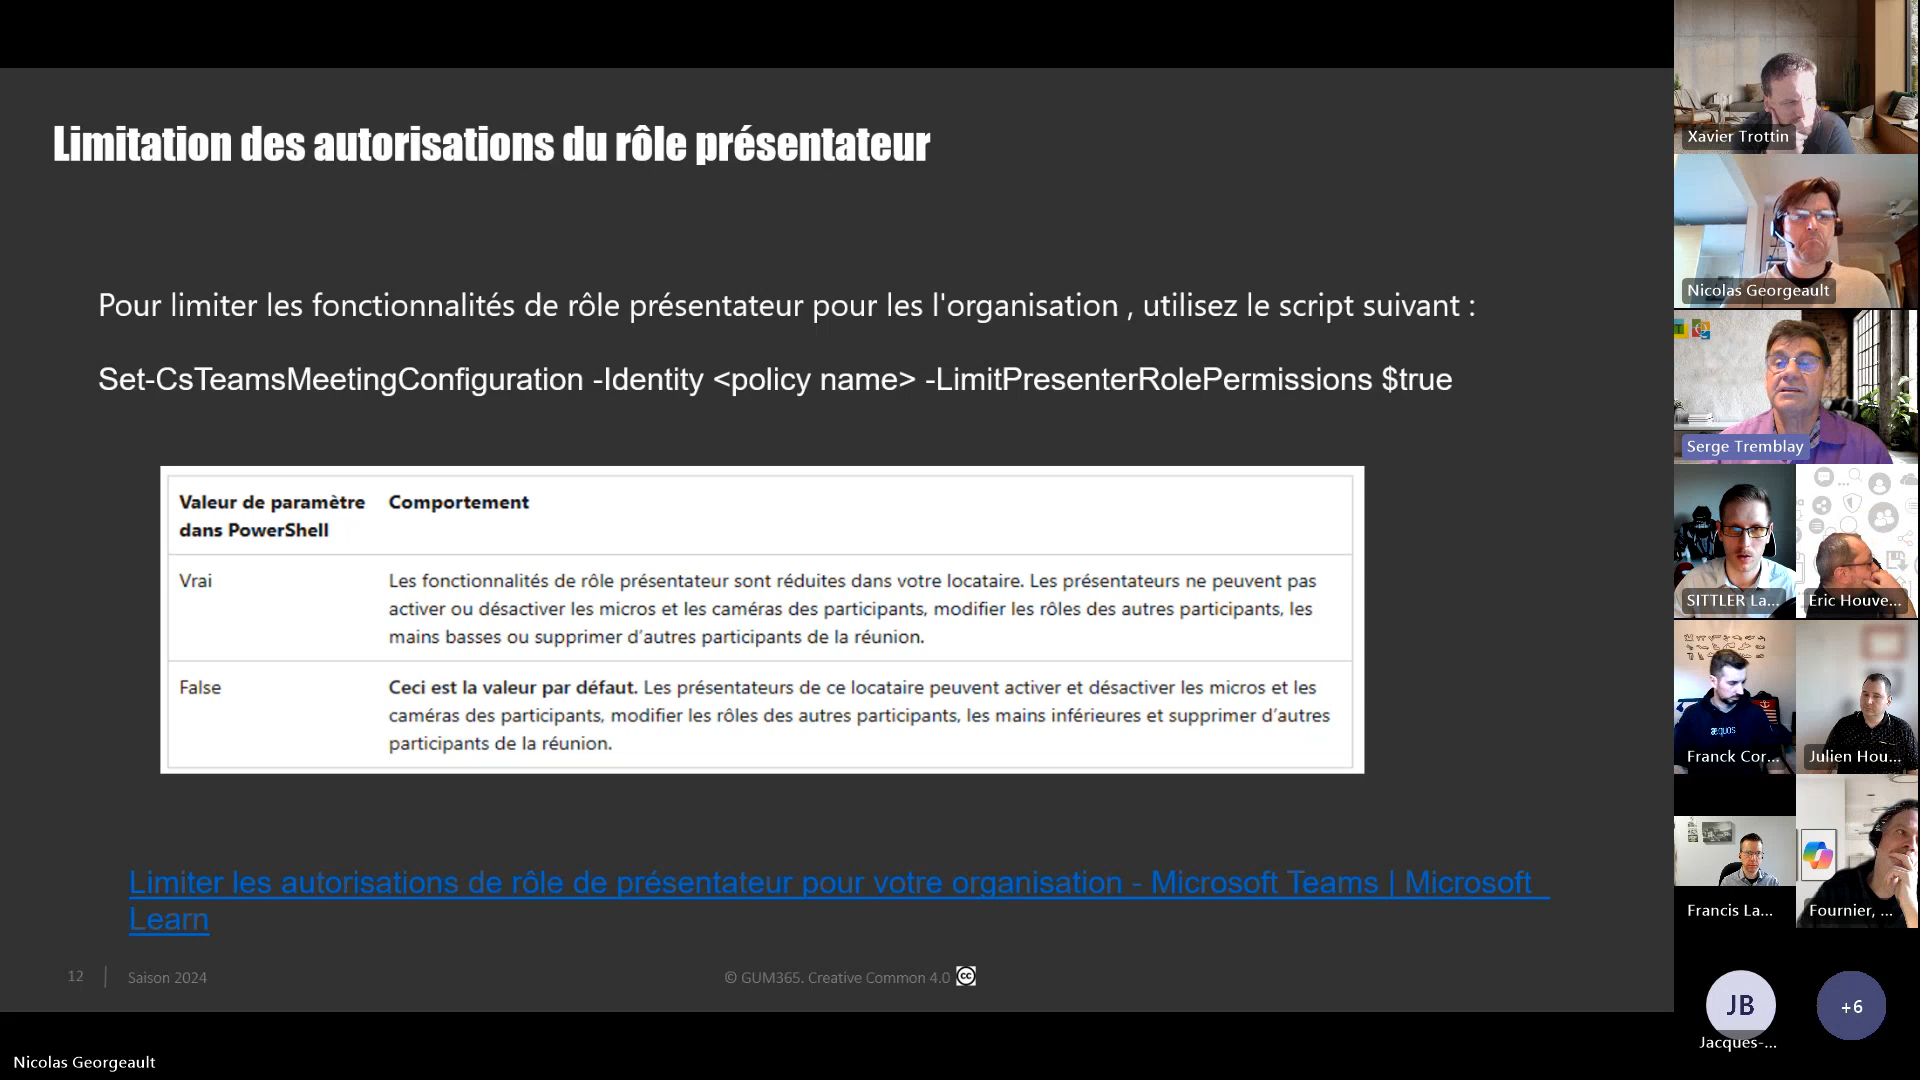 Limitation des autorisations du rôle présentateur
Pour limiter les fonctionnalités de rôle présentateur pour les l'organisation , utilisez le script suivant :
Set-CsTeamsMeetingConfiguration -Identity <policy name> -LimitPresenterRolePermissions $true
Valeur de paramètre
dans PowerShell
Comportement
Vrai
Les fonctionnalités de rôle présentateur sont réduites dans votre locataire. Les présentateurs ne peuvent pas
activer ou désactiver les micros et les caméras des participants, modifier les rôles des autres participants, les
mains basses ou supprimer d’autres participants de la réunion.
False
Ceci est la valeur par défaut. Les présentateurs de ce locataire peuvent activer et désactiver les micros et les
caméras des participants, modifier les rôles des autres participants, les mains inférieures et supprimer d’autres
participants de la réunion.
Limiter les autorisations de rôle de présentateur pour votre organisation - Microsoft Teams | Microsoft
Learn
12
Saison 2024
© GUM365. Creative Common 4.0
cc
Nicolas Georgeault
Xavier Trottin
Nicolas Georgeault
Serge Tremblay
SITTLER La...
Eric Houve...
æquos
Franck Cor...
Julien Hou...
Francis La...
Fournier, ...
JB
Jacques-...
+6